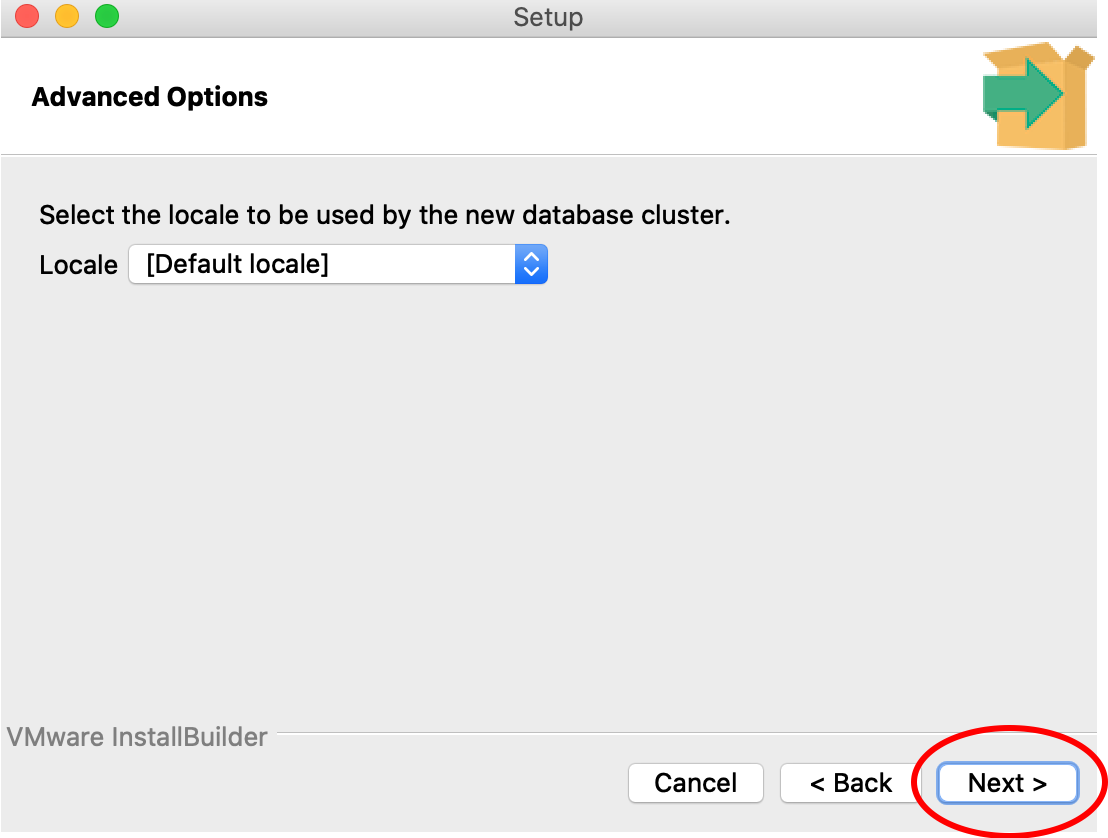 Setup
Advanced Options
Select the locale to be used by the new database cluster.
Locale [Default locale]
VMware InstallBuilder
Cancel < Back Next >